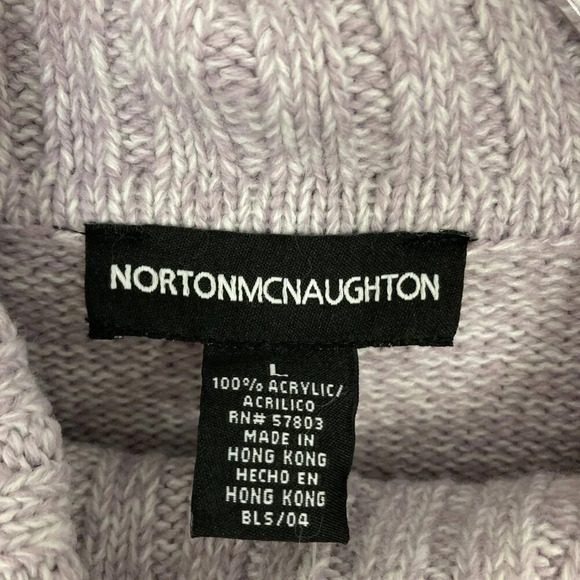 NORTONMCNAUGHTON
L
100% ACRYLIC/
ACRILICO
RN# 57803
MADE IN
HONG KONG
HECHO EN
HONG KONG
BLS/04